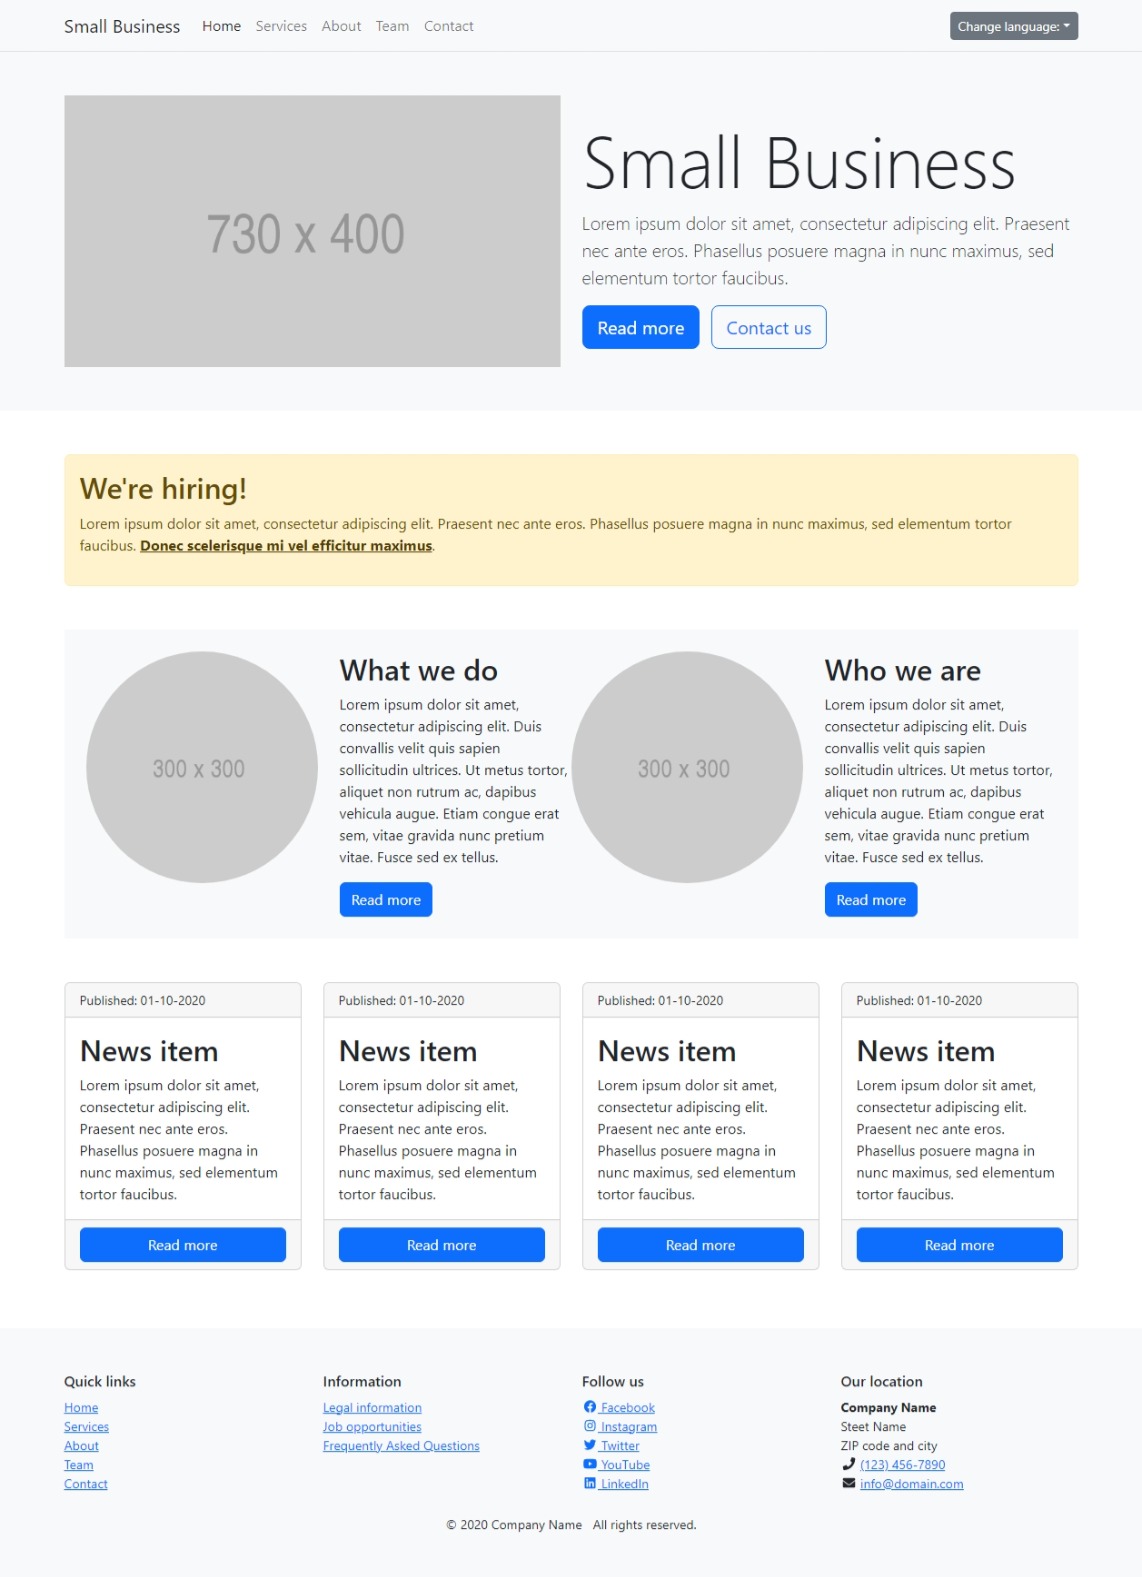 Small Business Home Services About Team Contact Change language:
730 x 400
Small Business
Lorem ipsum dolor sit amet, consectetur adipiscing elit. Praesent
nec ante eros. Phasellus posuere magna in nunc maximus, sed
elementum tortor faucibus.
Read more Contact us
We're hiring!
Lorem ipsum dolor sit amet, consectetur adipiscing elit. Praesent nec ante eros. Phasellus posuere magna in nunc maximus, sed elementum tortor
faucibus. Donec scelerisque mi vel efficitur maximus.
300 x 300
What we do
Lorem ipsum dolor sit amet,
consectetur adipiscing elit. Duis
convallis velit quis sapien
sollicitudin ultrices. Ut metus tortor,
aliquet non rutrum ac, dapibus
vehicula augue. Etiam congue erat
sem, vitae gravida nunc pretium
vitae. Fusce sed ex tellus.
Read more
300 x 300
Who we are
Lorem ipsum dolor sit amet,
consectetur adipiscing elit. Duis
convallis velit quis sapien
sollicitudin ultrices. Ut metus tortor,
aliquet non rutrum ac, dapibus
vehicula augue. Etiam congue erat
sem, vitae gravida nunc pretium
vitae. Fusce sed ex tellus.
Read more
Published: 01-10-2020
News item
Lorem ipsum dolor sit amet,
consectetur adipiscing elit.
Praesent nec ante eros.
Phasellus posuere magna in
nunc maximus, sed elementum
tortor faucibus.
Read more
Published: 01-10-2020
News item
Lorem ipsum dolor sit amet,
consectetur adipiscing elit.
Praesent nec ante eros.
Phasellus posuere magna in
nunc maximus, sed elementum
tortor faucibus.
Read more
Published: 01-10-2020
News item
Lorem ipsum dolor sit amet,
consectetur adipiscing elit.
Praesent nec ante eros.
Phasellus posuere magna in
nunc maximus, sed elementum
tortor faucibus.
Read more
Published: 01-10-2020
News item
Lorem ipsum dolor sit amet,
consectetur adipiscing elit.
Praesent nec ante eros.
Phasellus posuere magna in
nunc maximus, sed elementum
tortor faucibus.
Read more
Quick links
Home
Services
About
Team
Contact
Information
Legal information
Job opportunities
Frequently Asked Questions
Follow us
Facebook
Instagram
Twitter
YouTube
LinkedIn
Our location
Company Name
Steet Name
ZIP code and city
(123) 456-7890
info@domain.com
© 2020 Company Name All rights reserved.